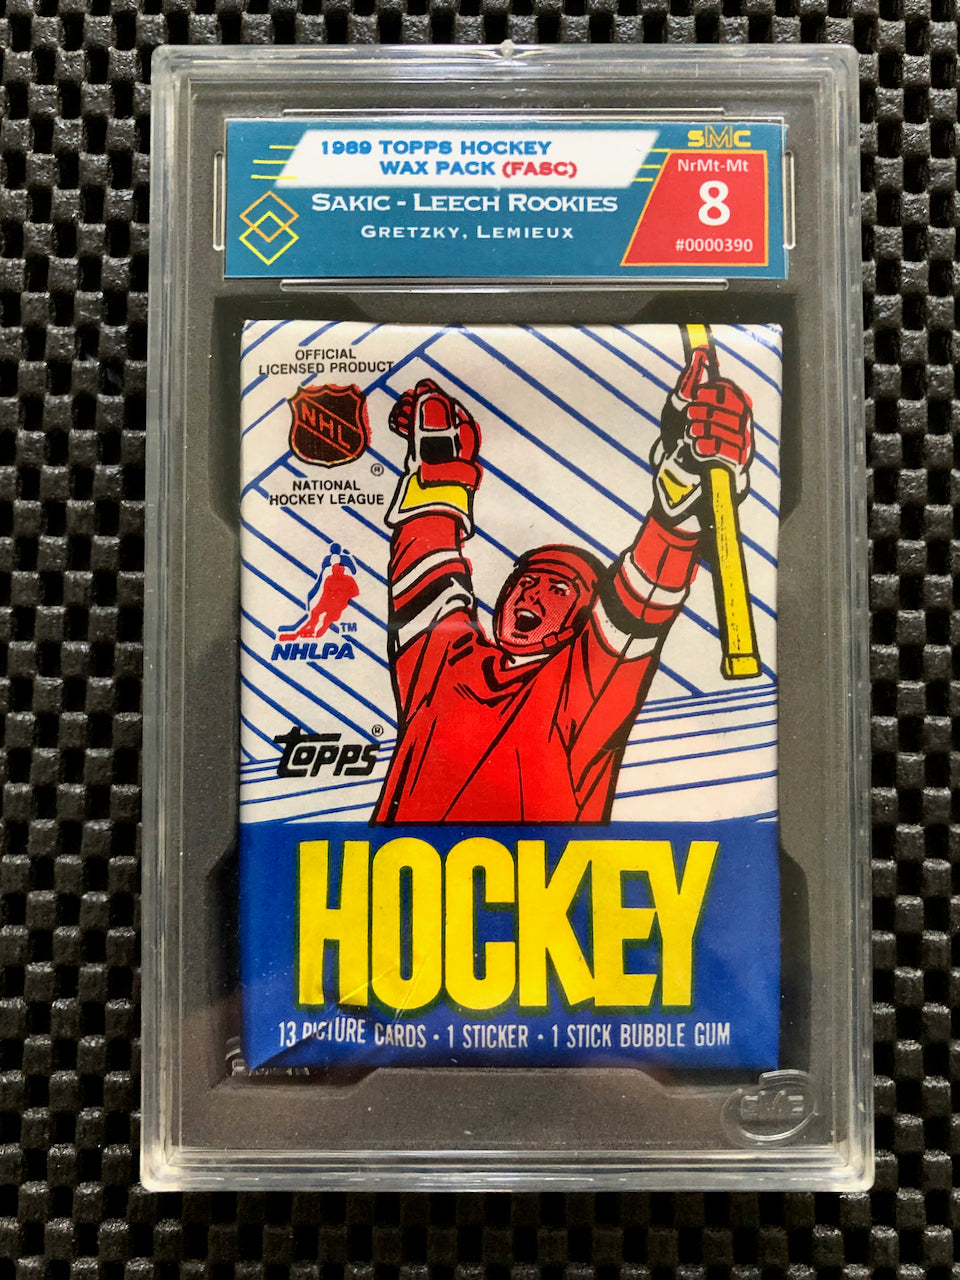 1989 TOPPS HOCKEY
WAX PACK (FASC)
SAKIC - LEECH ROOKIES
GRETZKY, LEMIEUX
SMC
NrMt-Mt
8
#0000390
OFFICIAL
LICENSED PRODUCT
NHL
®
NATIONAL
HOCKEY LEAGUE
TM
NHLPA
topps®
HOCKEY
13 PICTURE CARDS · 1 STICKER · 1 STICK BUBBLE GUM